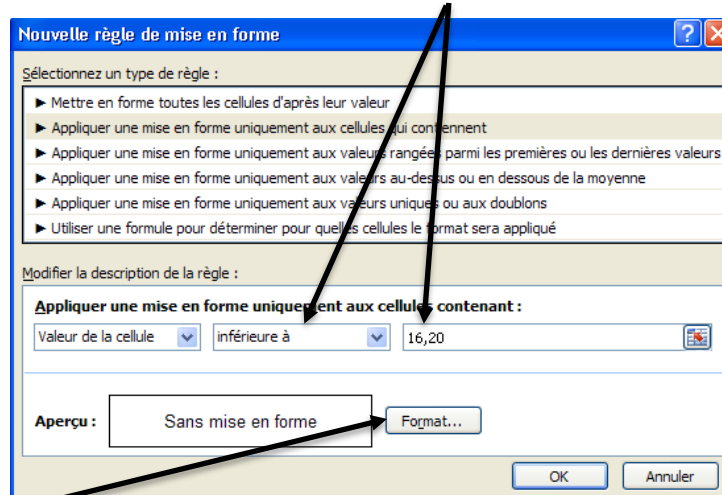 Nouvelle règle de mise en forme
Sélectionnez un type de règle :
► Mettre en forme toutes les cellules d'après leur valeur
► Appliquer une mise en forme uniquement aux cellules qui contiennent
► Appliquer une mise en forme uniquement aux valeurs rangées parmi les premières ou les dernières valeurs
► Appliquer une mise en forme uniquement aux valeurs au-dessus ou en dessous de la moyenne
► Appliquer une mise en forme uniquement aux valeurs uniques ou aux doublons
► Utiliser une formule pour déterminer pour quelles cellules le format sera appliqué
Modifier la description de la règle :
Appliquer une mise en forme uniquement aux cellules contenant :
Valeur de la cellule inférieure à 16,20
Aperçu : Sans mise en forme Format...
OK Annuler